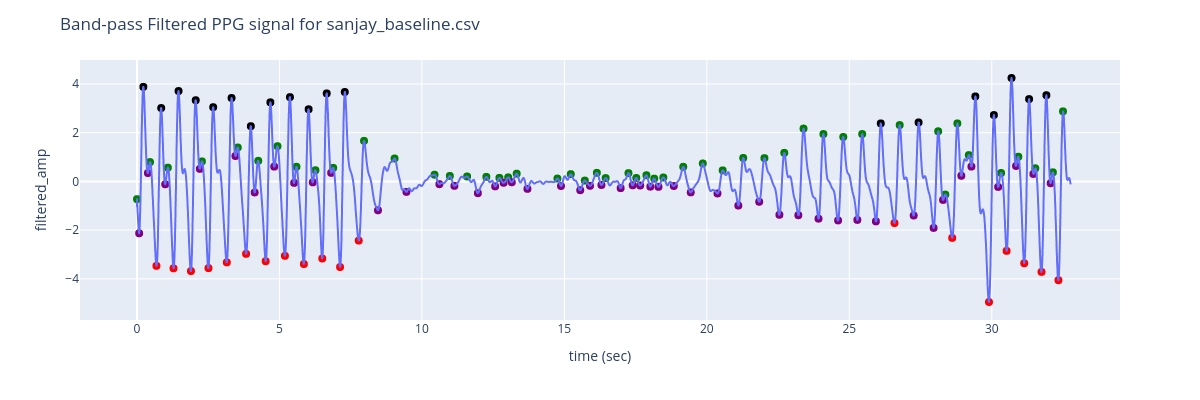 Band-pass Filtered PPG signal for sanjay_baseline.csv
filtered_amp
4
2
0
−2
−4
0 5 10 15 20 25 30
time (sec)